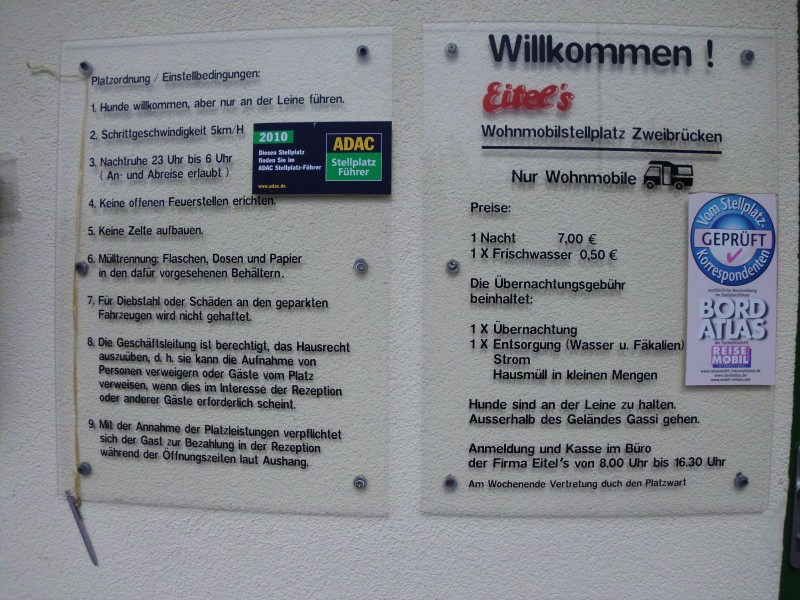 Platzordnung / Einstellbedingungen:
1. Hunde willkommen, aber nur an der Leine führen.
2. Schrittgeschwindigkeit 5km/H
3. Nachtruhe 23 Uhr bis 6 Uhr
( An- und Abreise erlaubt )
4. Keine offenen Feuerstellen erichten.
5. Keine Zelte aufbauen.
6. Mülltrennung: Flaschen, Dosen und Papier
in den dafür vorgesehenen Behältern.
7. Für Diebstahl oder Schäden an den geparkten
Fahrzeugen wird nicht gehaftet.
8. Die Geschäftsleitung ist berechtigt, das Hausrecht
auszuüben, d. h. sie kann die Aufnahme von
Personen verweigern oder Gäste vom Platz
verweisen, wenn dies im Interesse der Rezeption
oder anderer Gäste erforderlich scheint.
9. Mit der Annahme der Platzleistungen verpflichtet
sich der Gast zur Bezahlung in der Rezeption
während der Öffnungszeiten laut Aushang.
2010
Diesen Stellplatz
finden Sie im
ADAC Stellplatz-Führer
www.adac.de
ADAC
Stellplatz
Führer
Willkommen !
Eitel's
Wohnmobilstellplatz Zweibrücken
Nur Wohnmobile
Preise:
1 Nacht 7,00 €
1 X Frischwasser 0,50 €
Die Übernachtungsgebühr
beinhaltet:
1 X Übernachtung
1 X Entsorgung (Wasser u. Fäkalien)
Strom
Hausmüll in kleinen Mengen
Hunde sind an der Leine zu halten.
Ausserhalb des Geländes Gassi gehen.
Anmeldung und Kasse im Büro
der Firma Eitel's von 8.00 Uhr bis 16.30 Uhr
Am Wochenende Vertretung duch den Platzwart
Vom Stellplatz-
GEPRÜFT
Korrespondenten
BORD
ATLAS
REISE
MOBIL
INTERNATIONAL